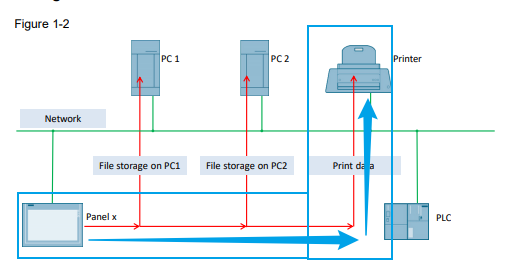 Figure 1-2
PC 1
PC 2
Printer
Network
File storage on PC1
File storage on PC2
Print data
Panel x
PLC